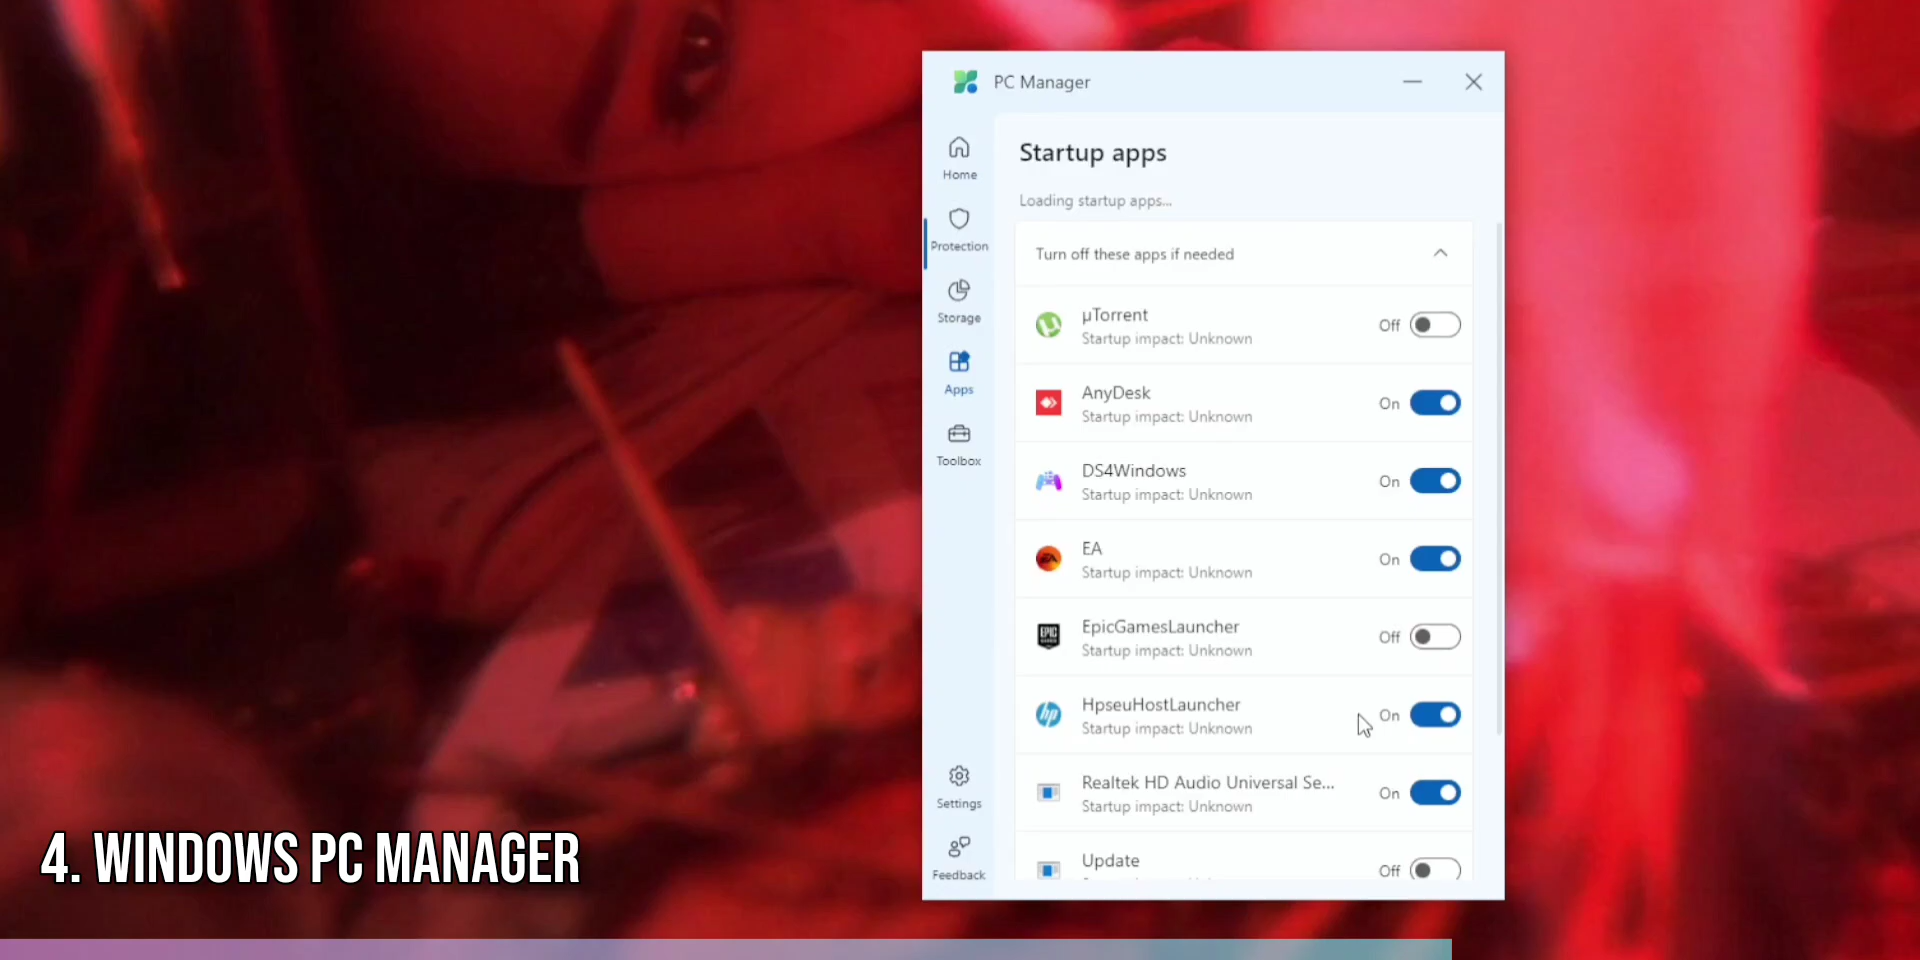 PC Manager
Startup apps
Loading startup apps...
Turn off these apps if needed
Home
Protection
Storage
Apps
Toolbox
Settings
Feedback
µTorrent
Startup impact: Unknown
Off
AnyDesk
Startup impact: Unknown
On
DS4Windows
Startup impact: Unknown
On
EA
Startup impact: Unknown
On
EPIC
EpicGamesLauncher
Startup impact: Unknown
Off
hp
HpseuHostLauncher
Startup impact: Unknown
On
Realtek HD Audio Universal Se...
Startup impact: Unknown
On
Update
Off
4. WINDOWS PC MANAGER